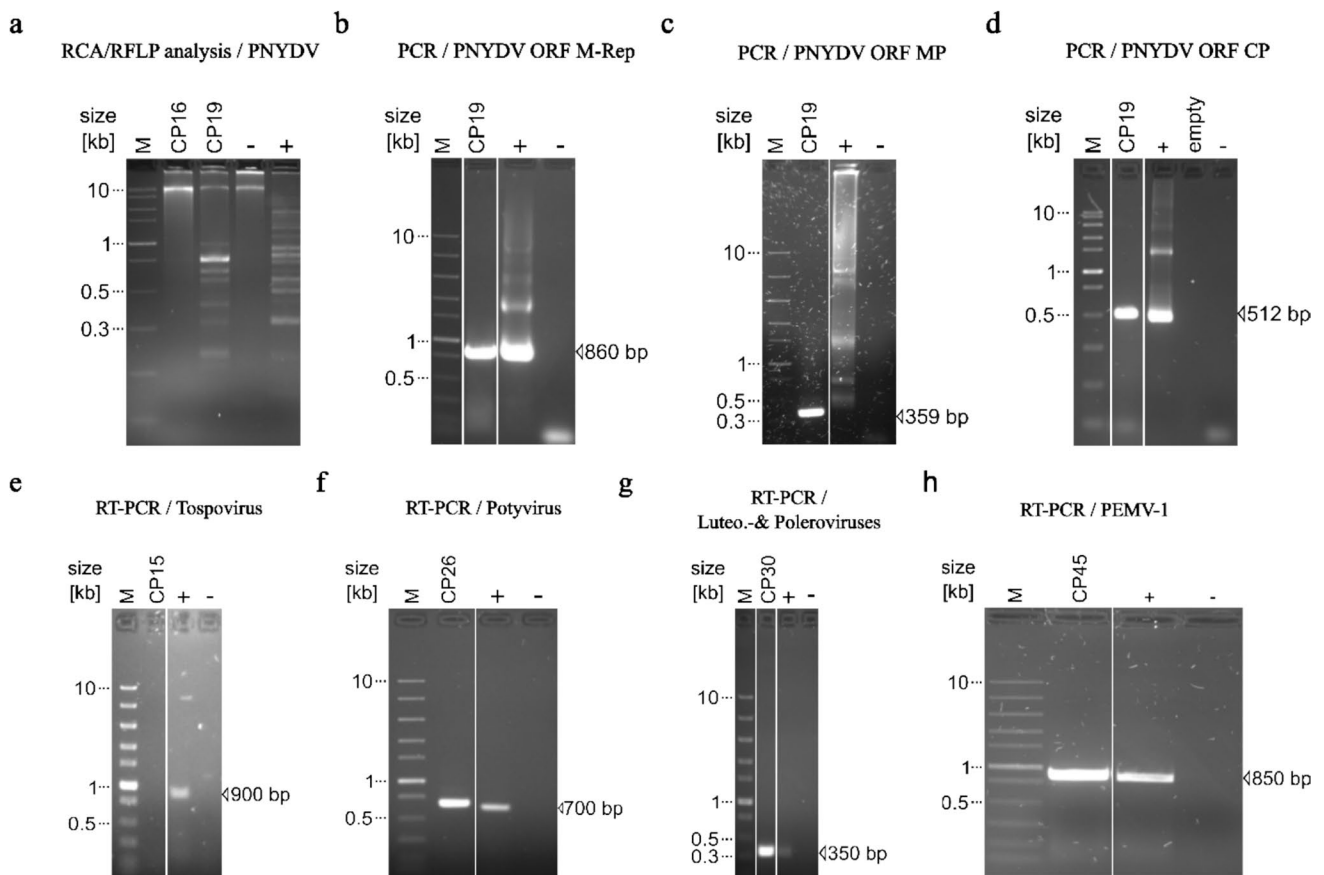 a
RCA/RFLP analysis / PNYDV
size
[kb]
M
CP16
CP19
-
+
10
1
0.5
0.3
b
PCR / PNYDV ORF M-Rep
size
[kb]
M
CP19
+
-
10
1
0.5
860 bp
c
PCR / PNYDV ORF MP
size
[kb]
M
CP19
+
-
10
1
0.5
0.3
359 bp
d
PCR / PNYDV ORF CP
size
[kb]
M
CP19
+
empty
-
10
1
0.5
512 bp
e
RT-PCR / Tospovirus
size
[kb]
M
CP15
+
-
10
1
0.5
900 bp
f
RT-PCR / Potyvirus
size
[kb]
M
CP26
+
-
10
1
0.5
700 bp
g
RT-PCR /
Luteo.-& Poleroviruses
size
[kb]
M
CP30
+
-
10
1
0.5
0.3
350 bp
h
RT-PCR / PEMV-1
size
[kb]
M
CP45
+
-
10
1
0.5
850 bp